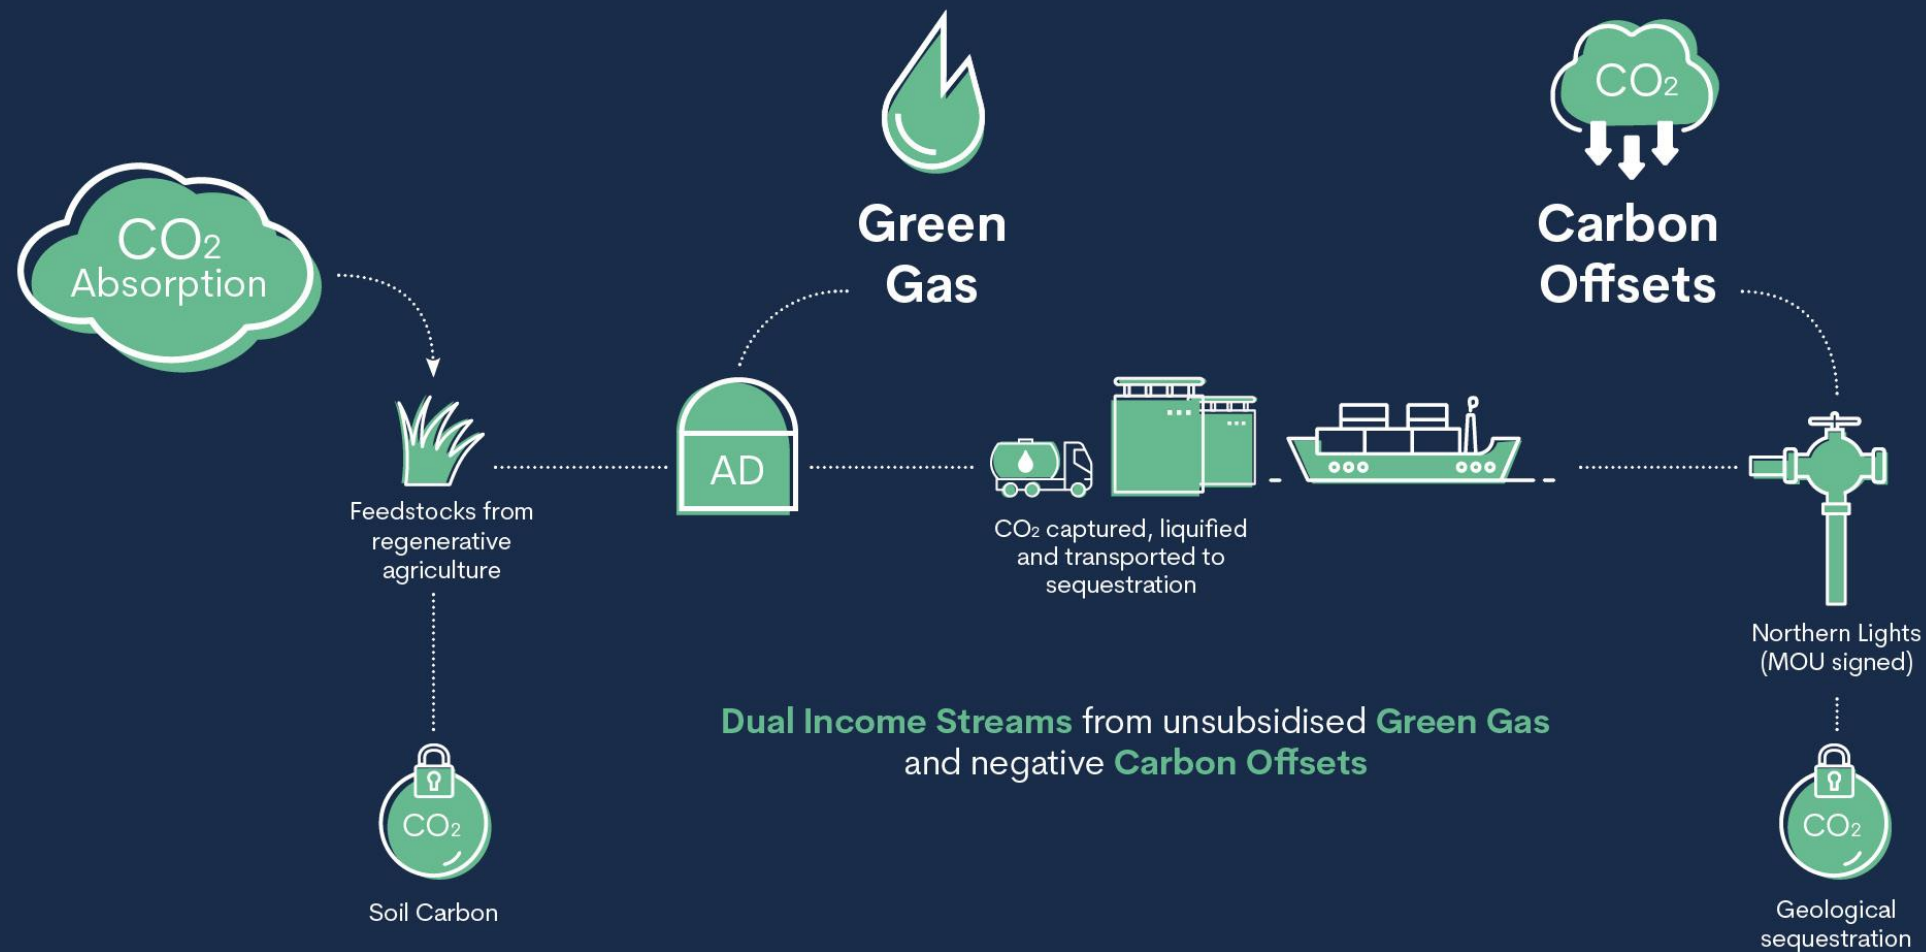 CO₂
Absorption
Green
Gas
CO₂
Carbon
Offsets
Feedstocks from
regenerative
agriculture
AD
CO₂ captured, liquified
and transported to
sequestration
Northern Lights
(MOU signed)
Dual Income Streams from unsubsidised Green Gas
and negative Carbon Offsets
CO₂
Soil Carbon
CO₂
Geological
sequestration